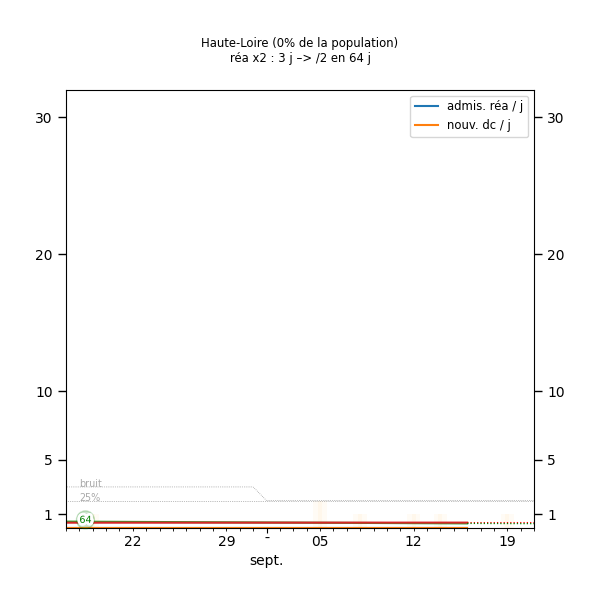 Haute-Loire (0% de la population)
réa x2 : 3 j –> /2 en 64 j
admis. réa / j
nouv. dc / j
30 30
20 20
10 10
5 5
bruit
25%
64
1 1
22 29 - 05 12 19
sept.